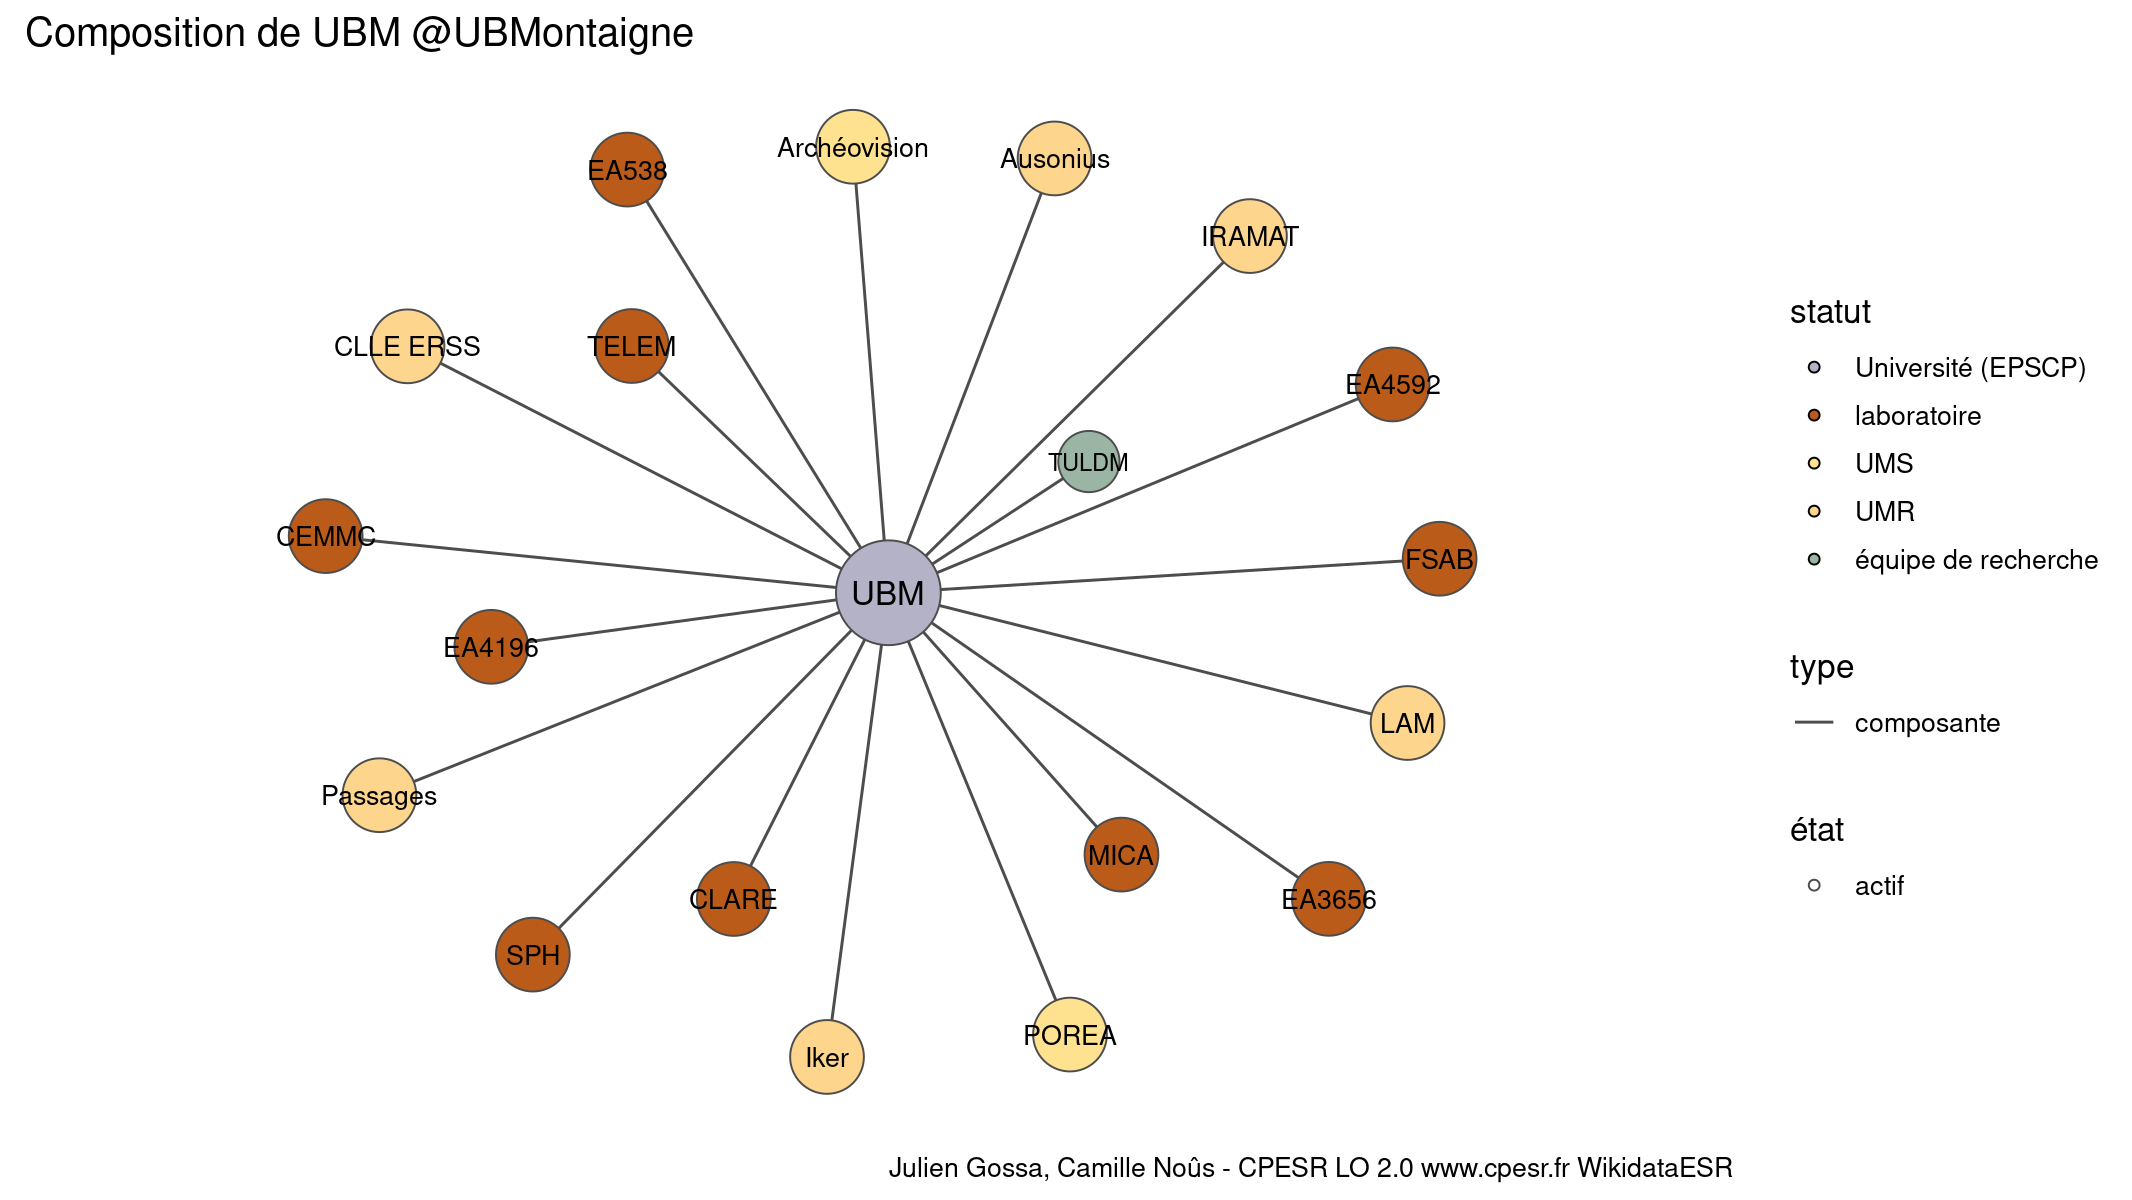 Composition de UBM @UBMontaigne
Archéovision
Ausonius
EA538
IRAMAT
CLLE ERSS
TELEM
EA4592
TULDM
CEMMC
FSAB
UBM
EA4196
LAM
Passages
MICA
CLARE
EA3656
SPH
POREA
Iker
statut
Université (EPSCP)
laboratoire
UMS
UMR
équipe de recherche
type
composante
état
actif
Julien Gossa, Camille Noûs - CPESR LO 2.0 www.cpesr.fr WikidataESR